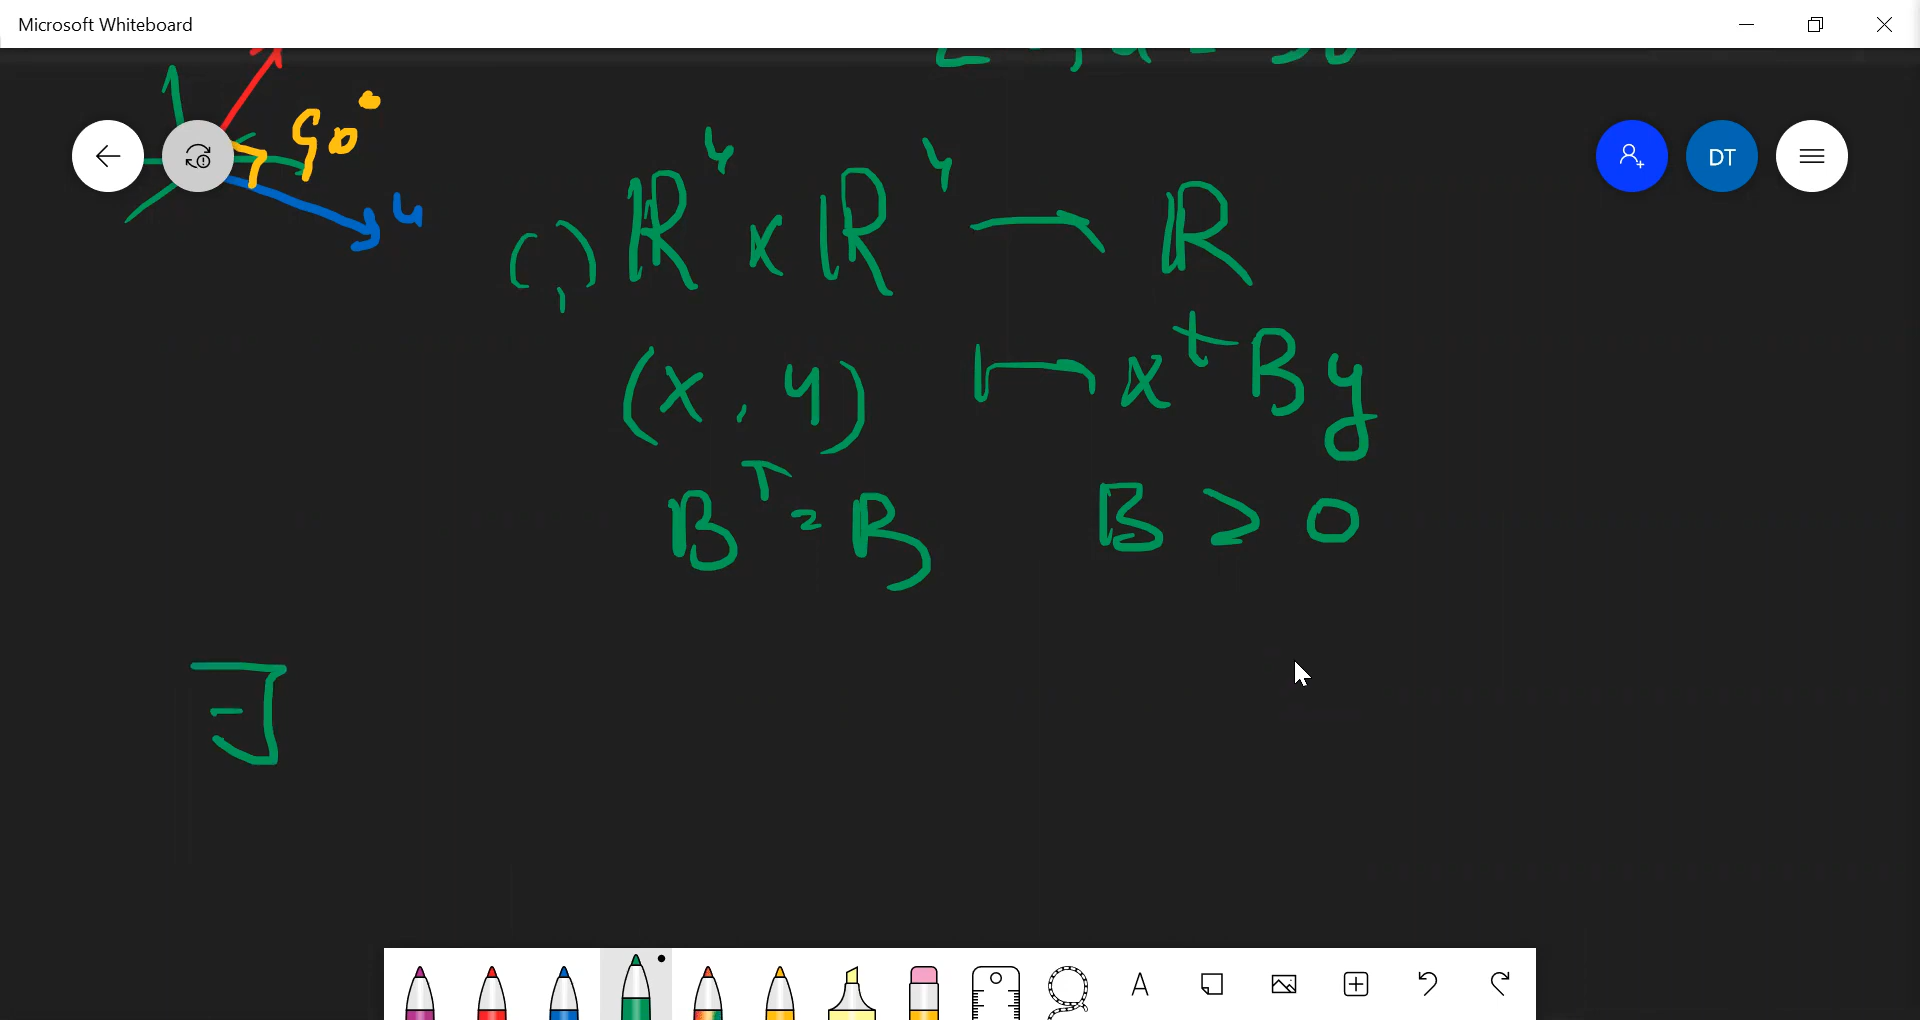 Microsoft Whiteboard
90°
u
DT
(,) ℝ⁴ x ℝ⁴ → ℝ
(x, y) ↦ xᵗBy
Bᵀ = B B > 0
∃